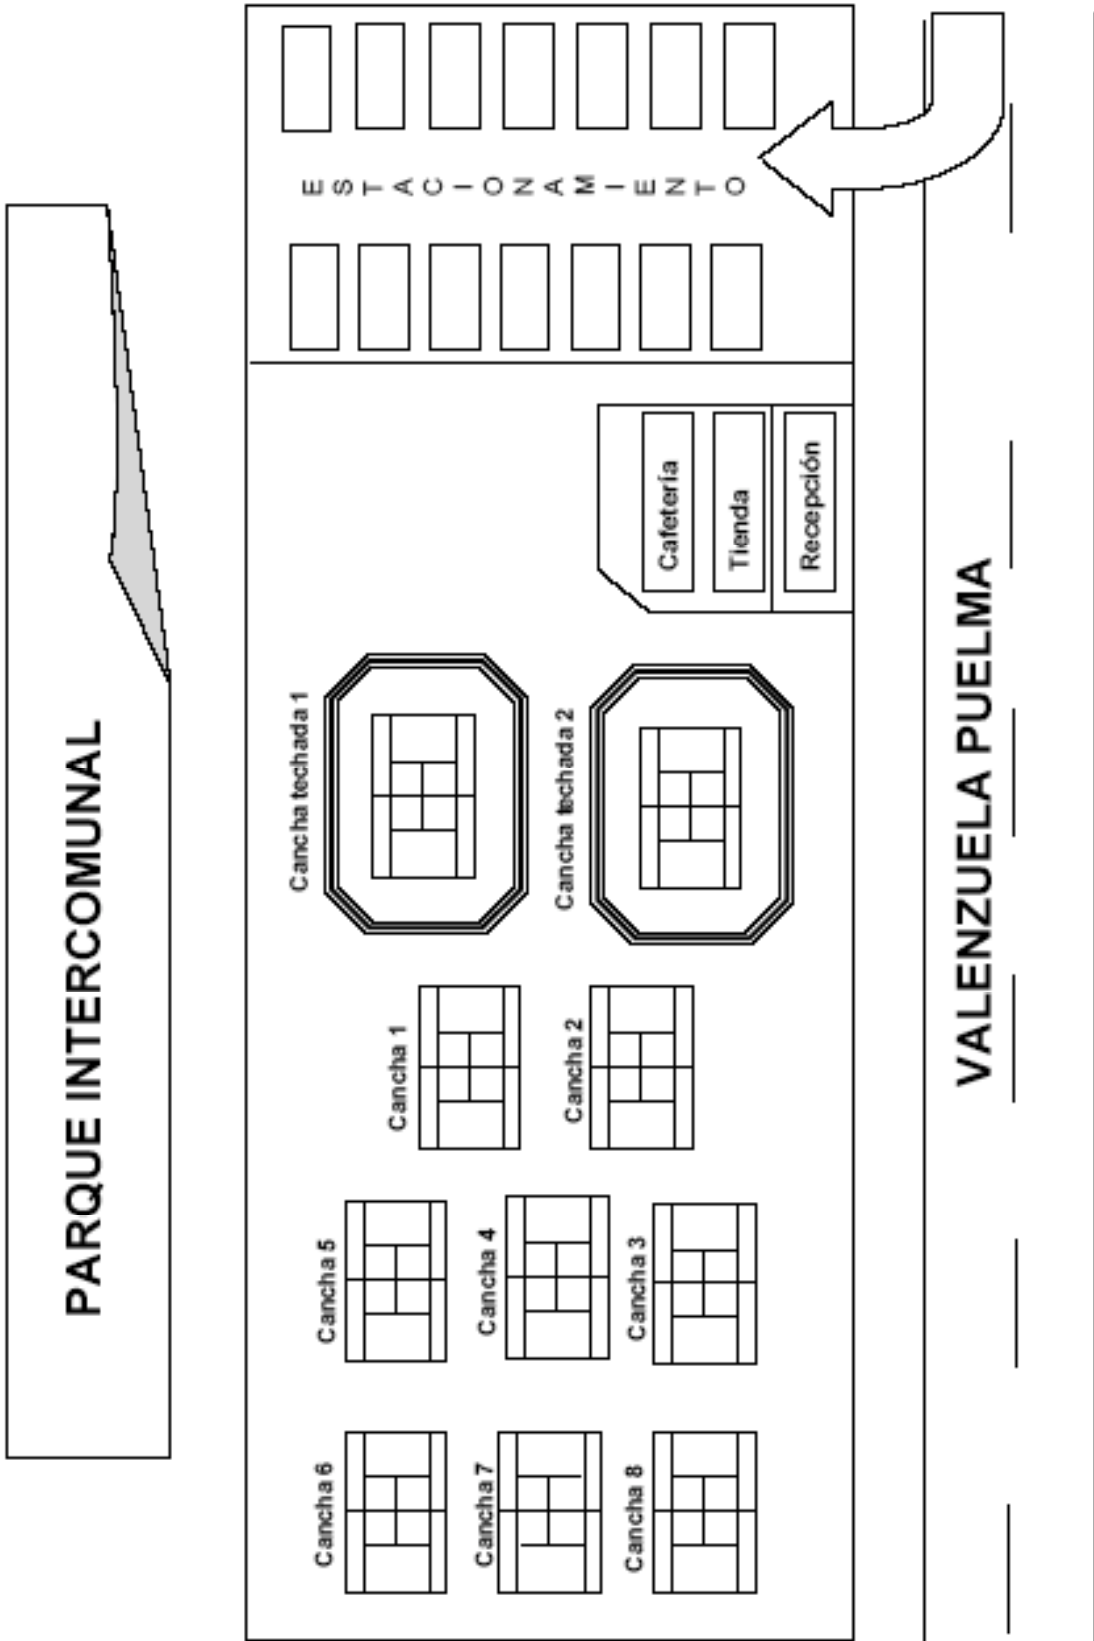 PARQUE INTERCOMUNAL
ESTACIONAMIENTO
Cafetería
Tienda
Recepción
Cancha techada 1
Cancha techada 2
Cancha 1
Cancha 2
Cancha 5
Cancha 4
Cancha 3
Cancha 6
Cancha 7
Cancha 8
VALENZUELA PUELMA